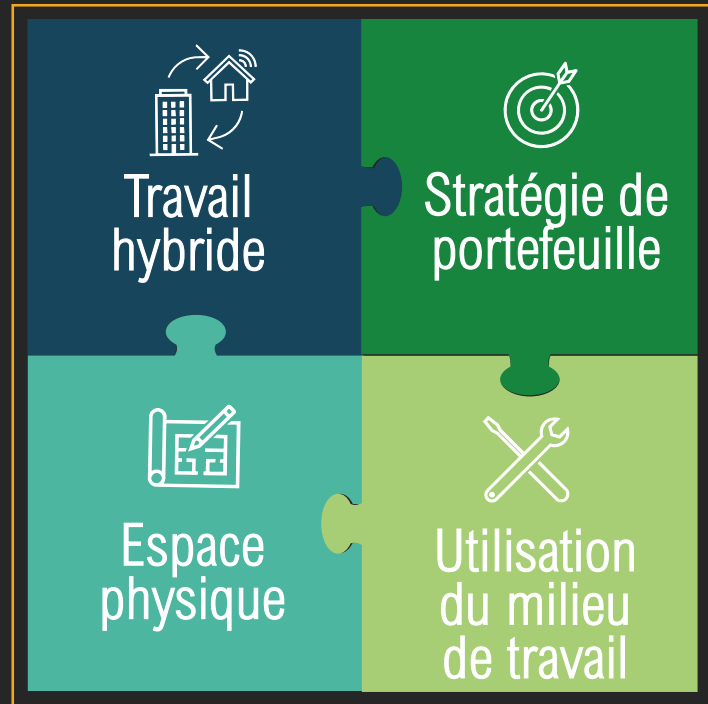 Travail
hybride
Stratégie de
portefeuille
Espace
physique
Utilisation
du milieu
de travail